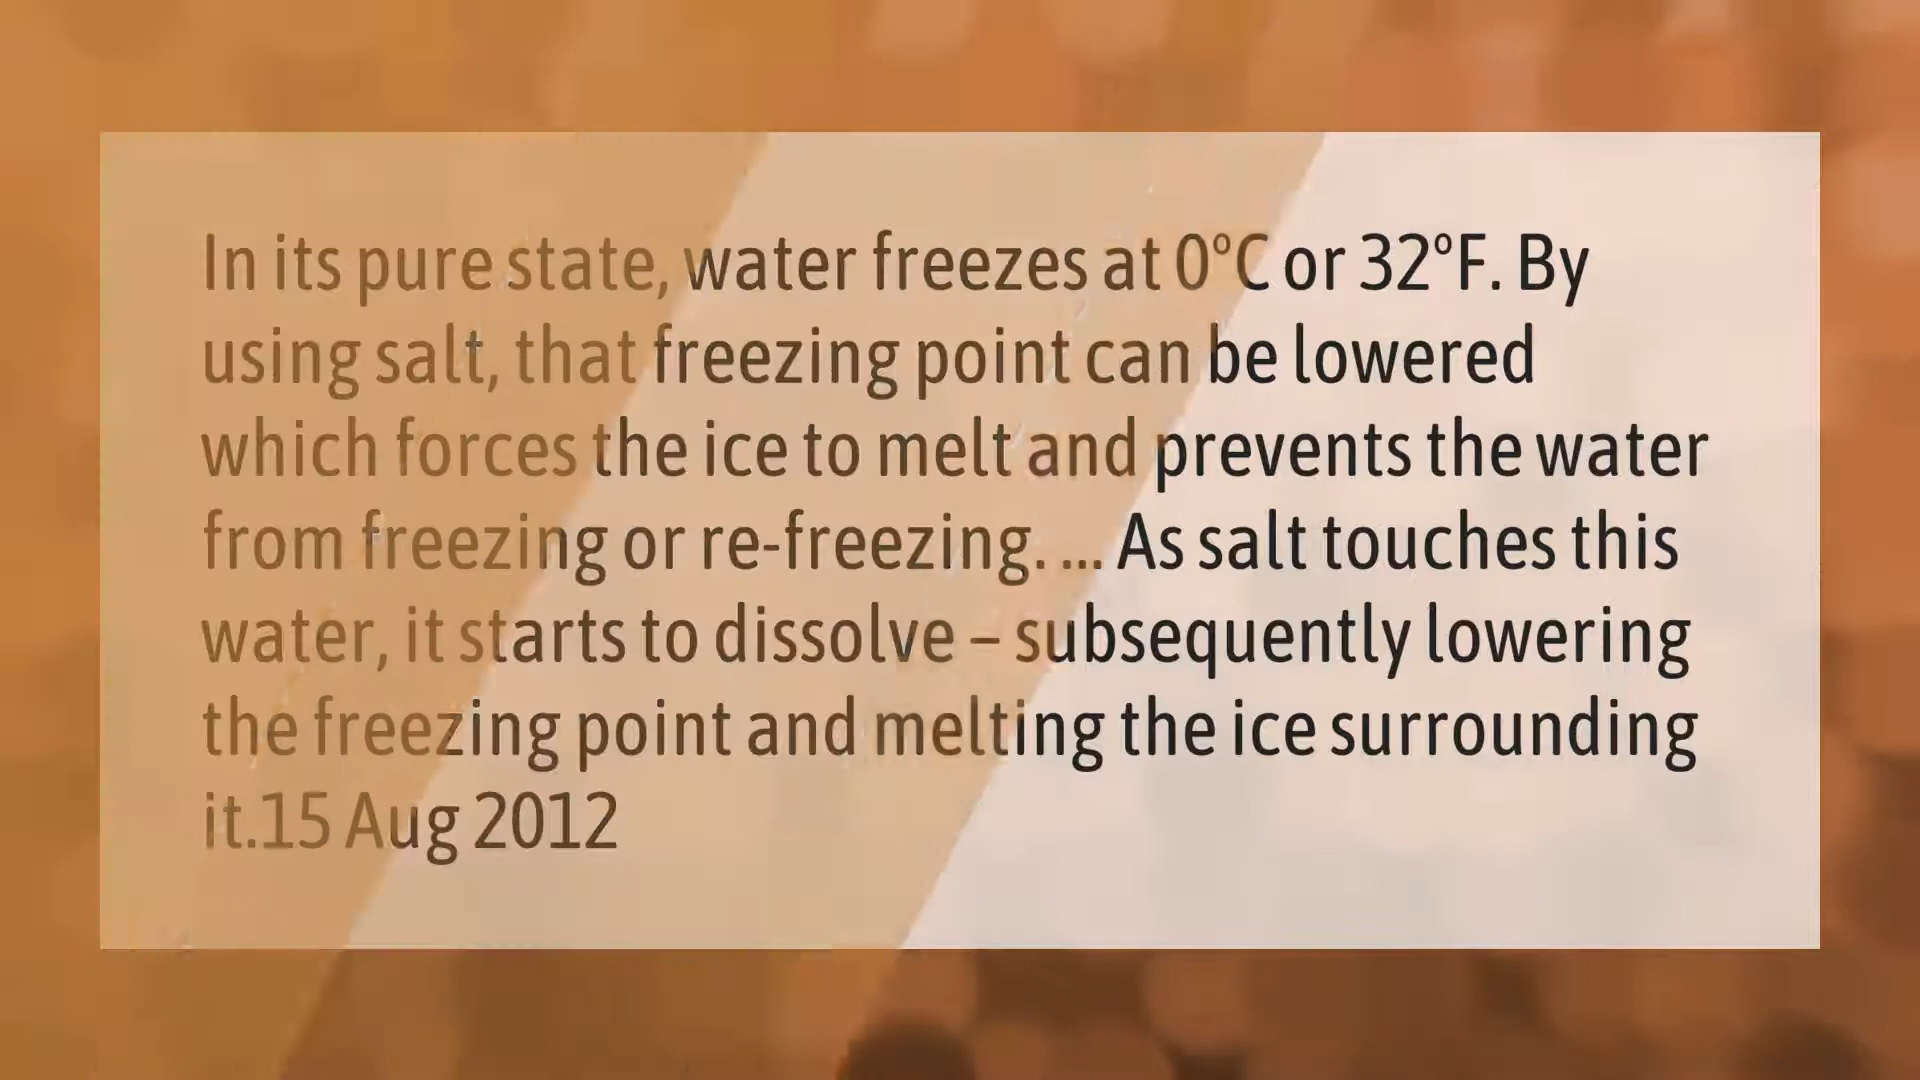 In its pure state, water freezes at 0°C or 32°F. By
using salt, that freezing point can be lowered
which forces the ice to melt and prevents the water
from freezing or re-freezing. ... As salt touches this
water, it starts to dissolve – subsequently lowering
the freezing point and melting the ice surrounding
it.15 Aug 2012